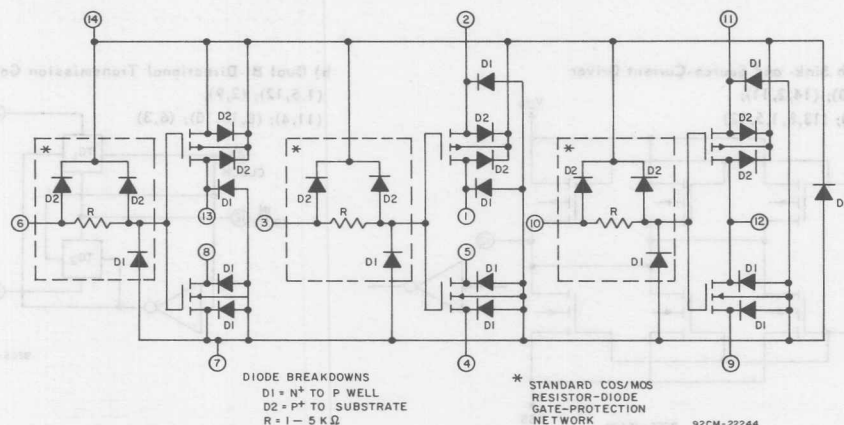 14
2
11
D1
D1
D2
D2
D2
D2
D2
D2
*
*
*
D2
D2
D2
D2
D2
D2
D1
D1
6
R
13
3
R
1
10
R
12
D1
D1
8
D1
5
D1
D1
D1
D1
D1
D1
D1
7
4
9
DIODE BREAKDOWNS
D1 = N+ TO P WELL
D2 = P+ TO SUBSTRATE
R = 1 – 5 KΩ
* STANDARD COS/MOS
RESISTOR-DIODE
GATE-PROTECTION
NETWORK
92CM-22244